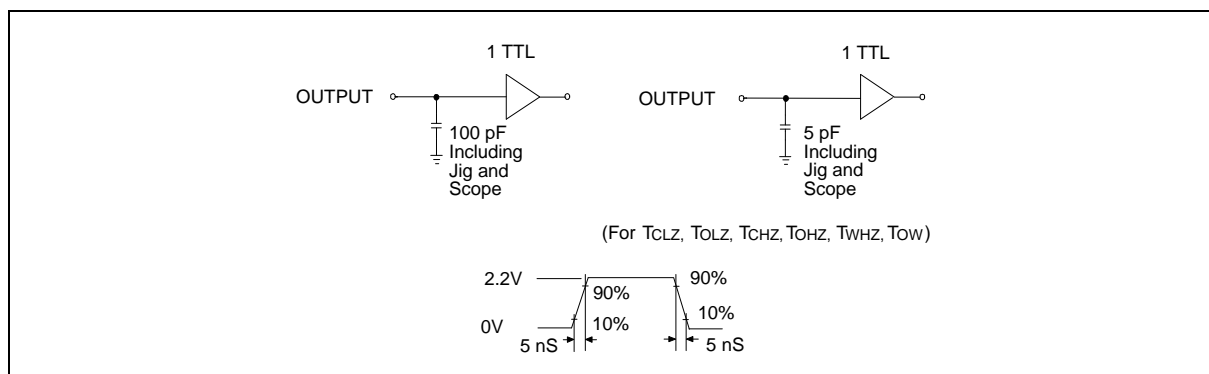 1 TTL
OUTPUT
100 pF
Including
Jig and
Scope
1 TTL
OUTPUT
5 pF
Including
Jig and
Scope
(For TCLZ, TOLZ, TCHZ, TOHZ, TWHZ, TOW)
2.2V
90%
90%
0V
10%
10%
5 nS
5 nS